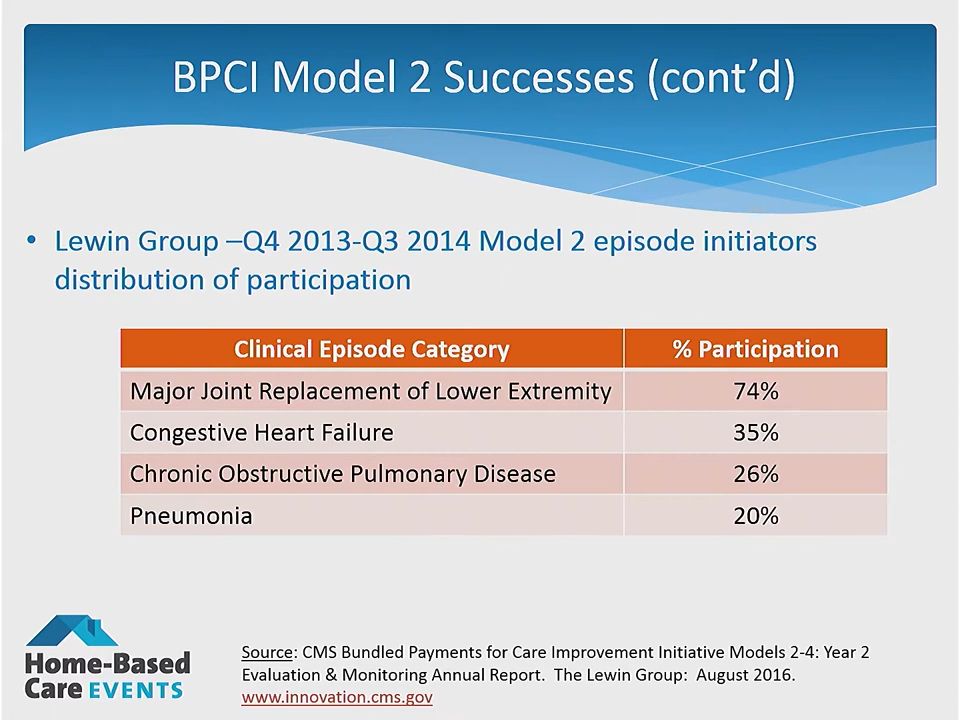 BPCI Model 2 Successes (cont’d)
• Lewin Group –Q4 2013-Q3 2014 Model 2 episode initiators
distribution of participation
Clinical Episode Category % Participation
Major Joint Replacement of Lower Extremity 74%
Congestive Heart Failure 35%
Chronic Obstructive Pulmonary Disease 26%
Pneumonia 20%
Home-Based
Care EVENTS
Source: CMS Bundled Payments for Care Improvement Initiative Models 2-4: Year 2
Evaluation & Monitoring Annual Report. The Lewin Group: August 2016.
www.innovation.cms.gov